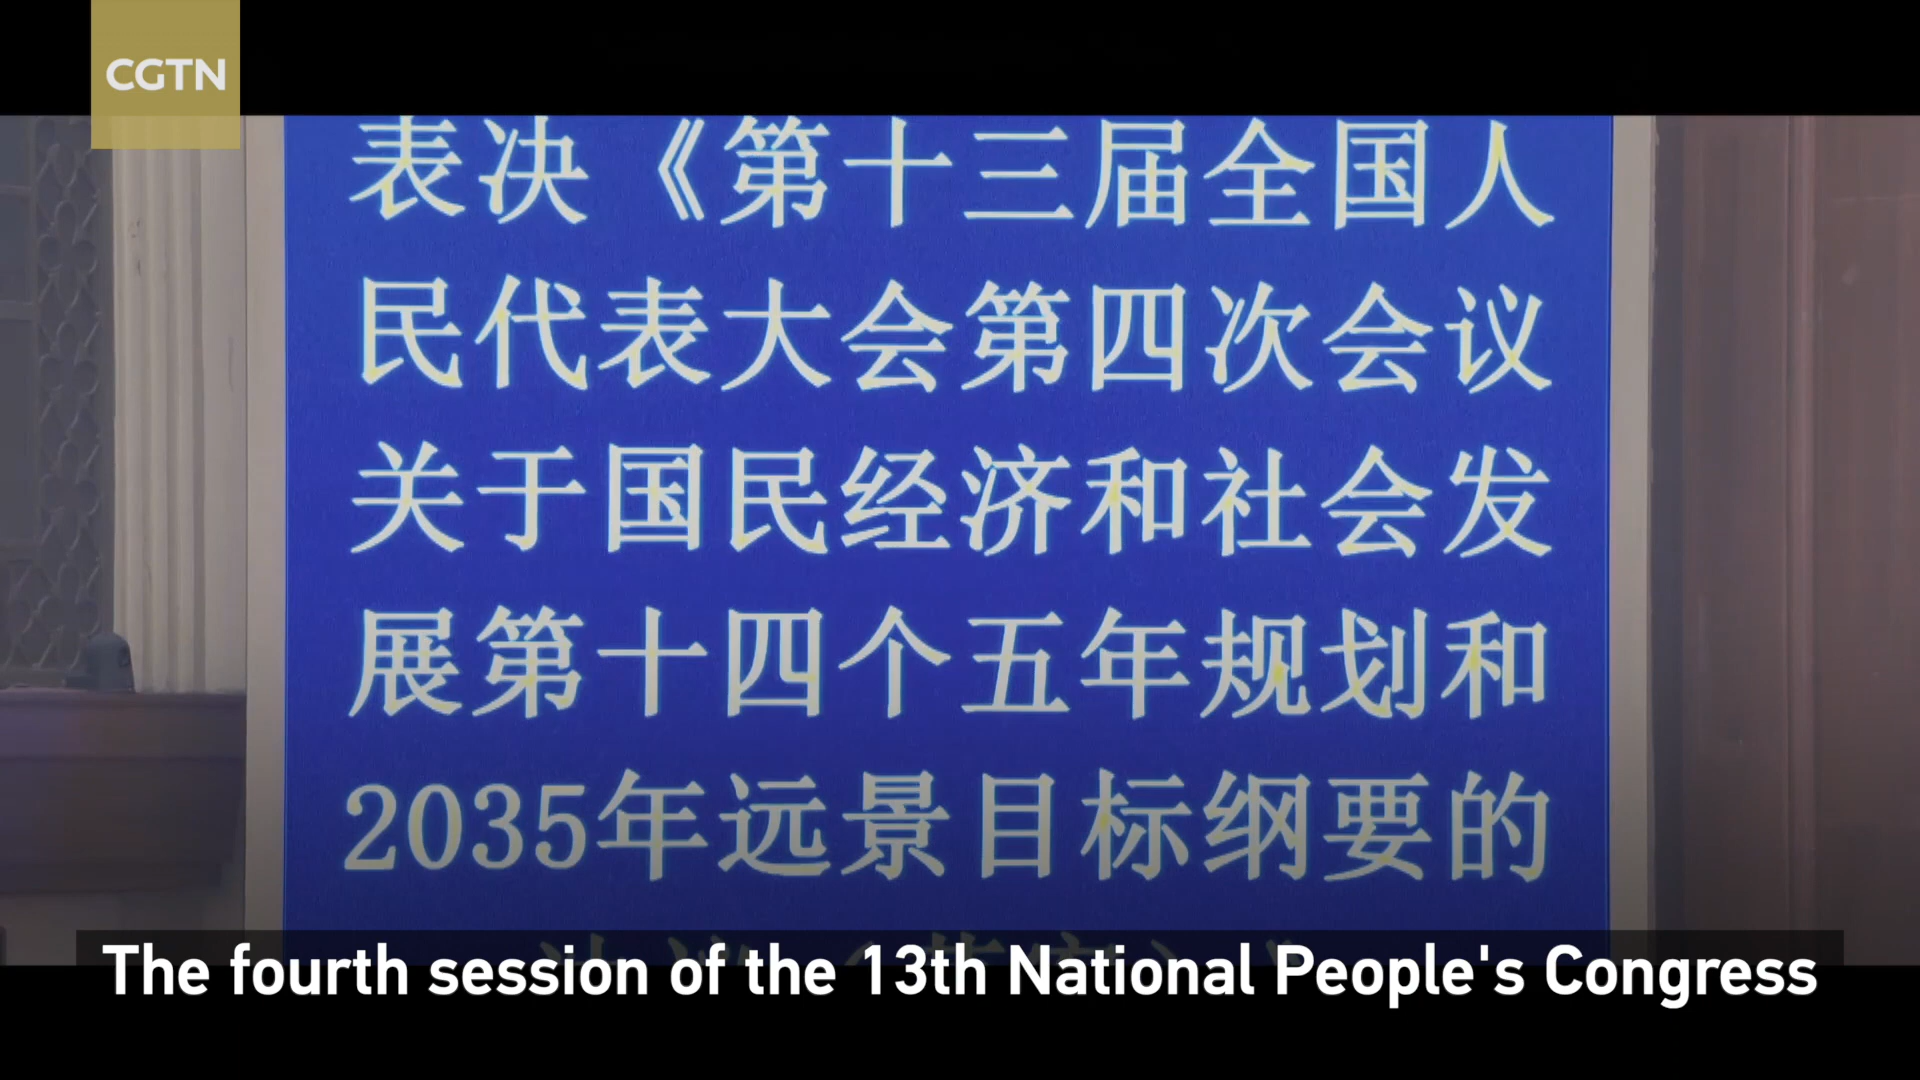 CGTN
表决《第十三届全国人
民代表大会第四次会议
关于国民经济和社会发
展第十四个五年规划和
2035年远景目标纲要的
The fourth session of the 13th National People's Congress